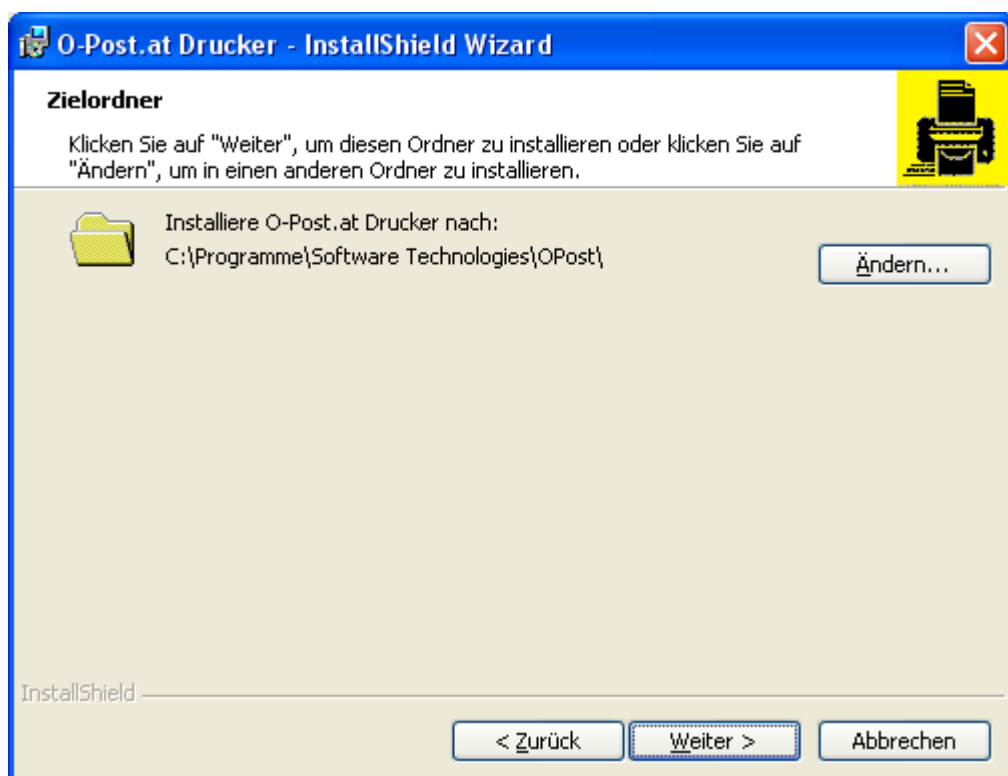 O-Post.at Drucker - InstallShield Wizard
Zielordner
Klicken Sie auf "Weiter", um diesen Ordner zu installieren oder klicken Sie auf
"Ändern", um in einen anderen Ordner zu installieren.
Installiere O-Post.at Drucker nach:
C:\Programme\Software Technologies\OPost\
Ändern...
InstallShield
< Zurück
Weiter >
Abbrechen